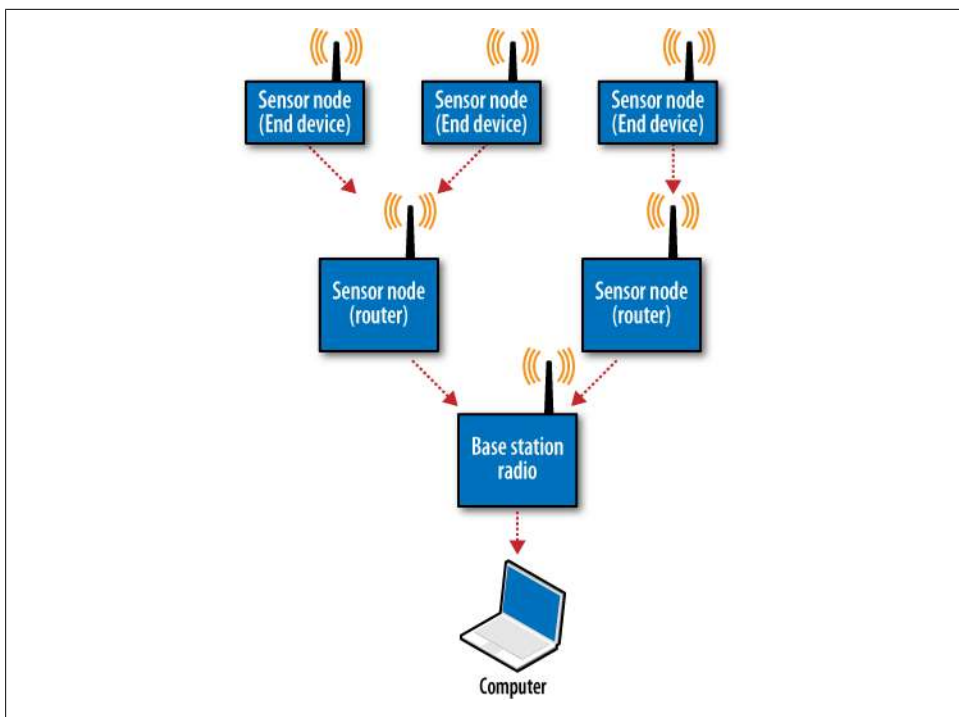 Sensor node
(End device)
Sensor node
(End device)
Sensor node
(End device)
Sensor node
(router)
Sensor node
(router)
Base station
radio
Computer